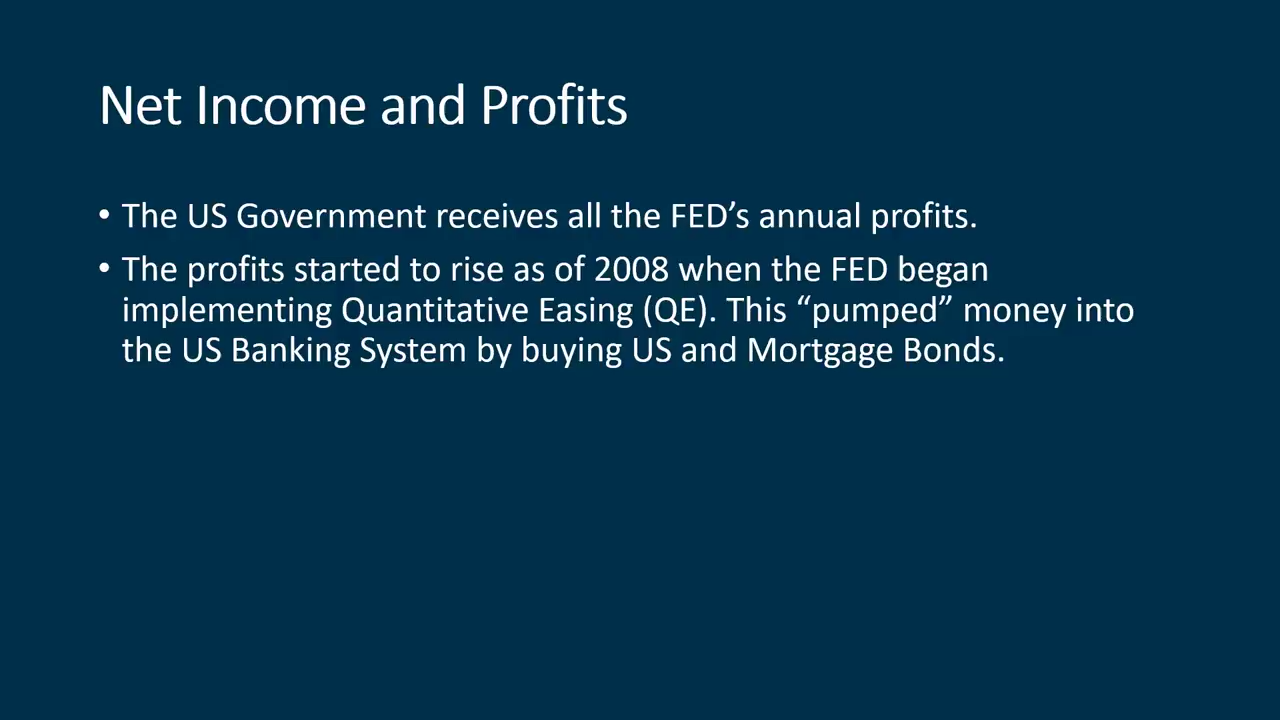 Net Income and Profits
• The US Government receives all the FED’s annual profits.
• The profits started to rise as of 2008 when the FED began
implementing Quantitative Easing (QE). This “pumped” money into
the US Banking System by buying US and Mortgage Bonds.